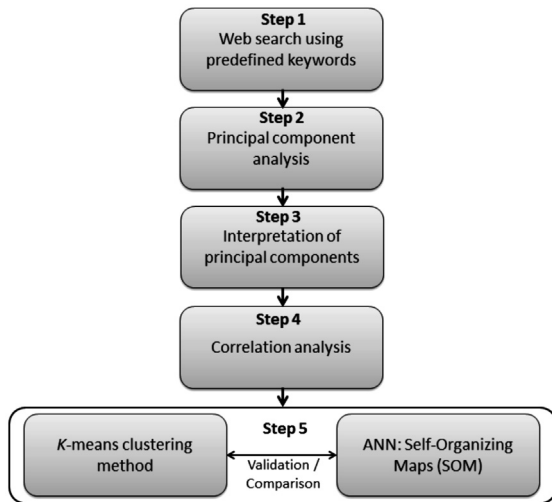 Step 1
Web search using
predefined keywords
Step 2
Principal component
analysis
Step 3
Interpretation of
principal components
Step 4
Correlation analysis
Step 5
K-means clustering
method
Validation /
Comparison
ANN: Self-Organizing
Maps (SOM)